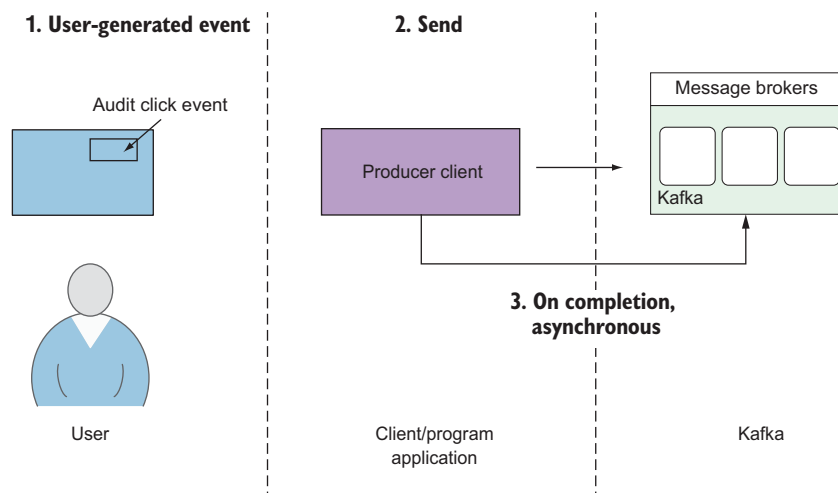 1. User-generated event
2. Send
Audit click event
Message brokers
Producer client
Kafka
3. On completion,
asynchronous
User
Client/program
application
Kafka